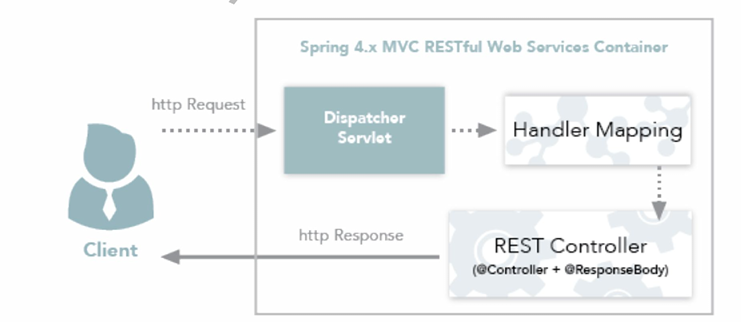 Spring 4.x MVC RESTful Web Services Container
http Request
Dispatcher
Servlet
Handler Mapping
http Response
REST Controller
(@Controller + @ResponseBody)
Client